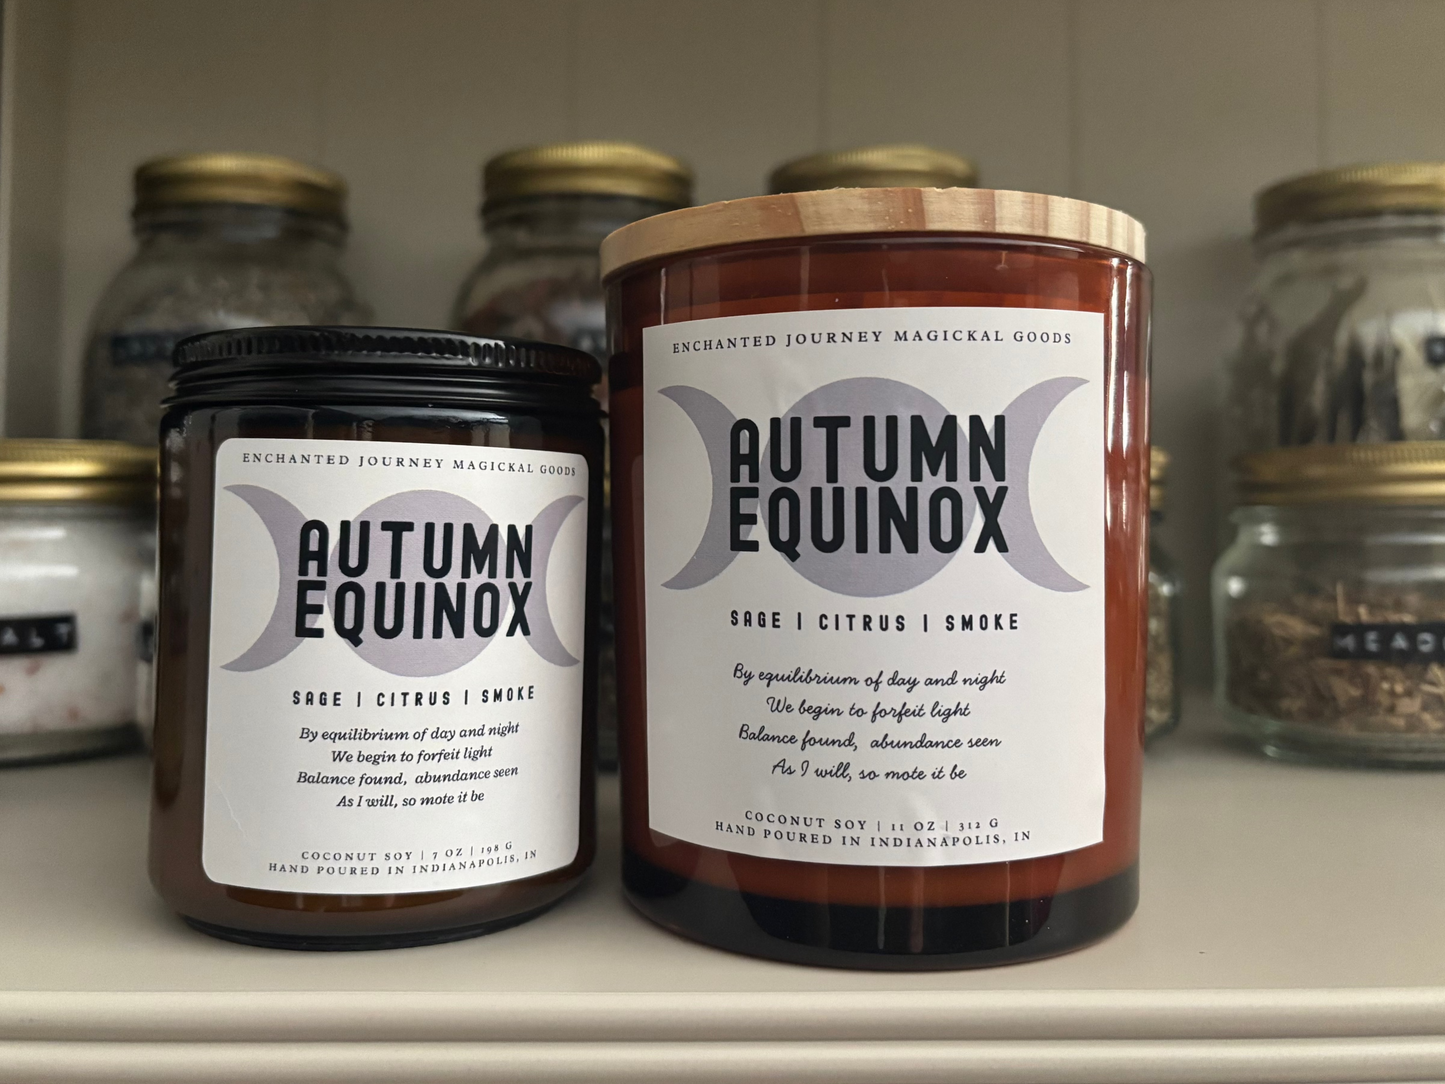 ENCHANTED JOURNEY MAGICKAL GOODS
AUTUMN
EQUINOX
SAGE | CITRUS | SMOKE
By equilibrium of day and night
We begin to forfeit light
Balance found, abundance seen
As I will, so mote it be
COCONUT SOY | 7 OZ | 198 G
HAND POURED IN INDIANAPOLIS, IN
ENCHANTED JOURNEY MAGICKAL GOODS
AUTUMN
EQUINOX
SAGE | CITRUS | SMOKE
By equilibrium of day and night
We begin to forfeit light
Balance found, abundance seen
As I will, so mote it be
COCONUT SOY | 11 OZ | 312 G
HAND POURED IN INDIANAPOLIS, IN
ALT
MEAD